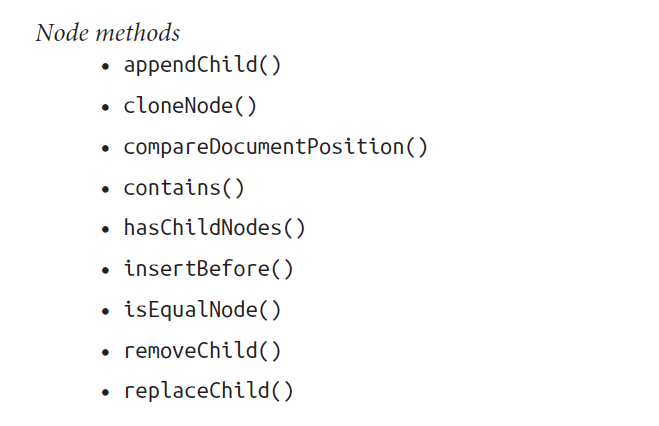 Node methods
• appendChild()
• cloneNode()
• compareDocumentPosition()
• contains()
• hasChildNodes()
• insertBefore()
• isEqualNode()
• removeChild()
• replaceChild()